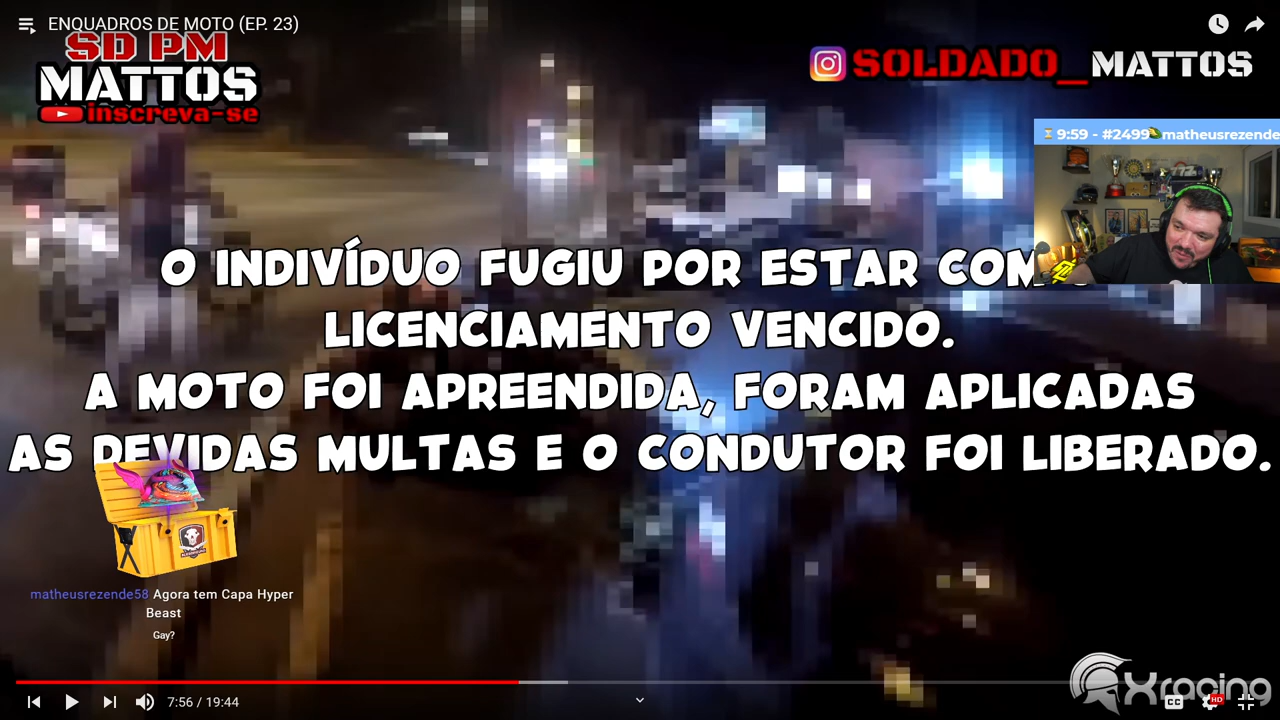 ENQUADROS DE MOTO (EP. 23)
SD PM
MATTOS
inscreva-se
SOLDADO_MATTOS
9:59 - #2499 matheusrezende
O INDIVÍDUO FUGIU POR ESTAR COM
LICENCIAMENTO VENCIDO.
A MOTO FOI APREENDIDA, FORAM APLICADAS
AS DEVIDAS MULTAS E O CONDUTOR FOI LIBERADO.
matheusrezende58 Agora tem Capa Hyper
Beast
Gay?
7:56 / 19:44
CC
HD
Xracing